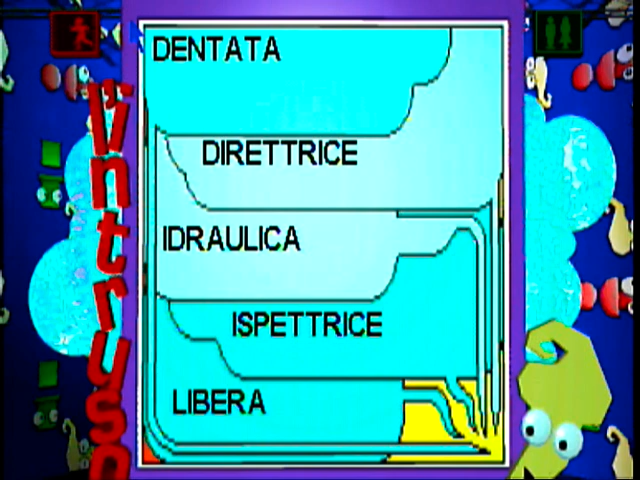 L'Intruso
DENTATA
DIRETTRICE
IDRAULICA
ISPETTRICE
LIBERA